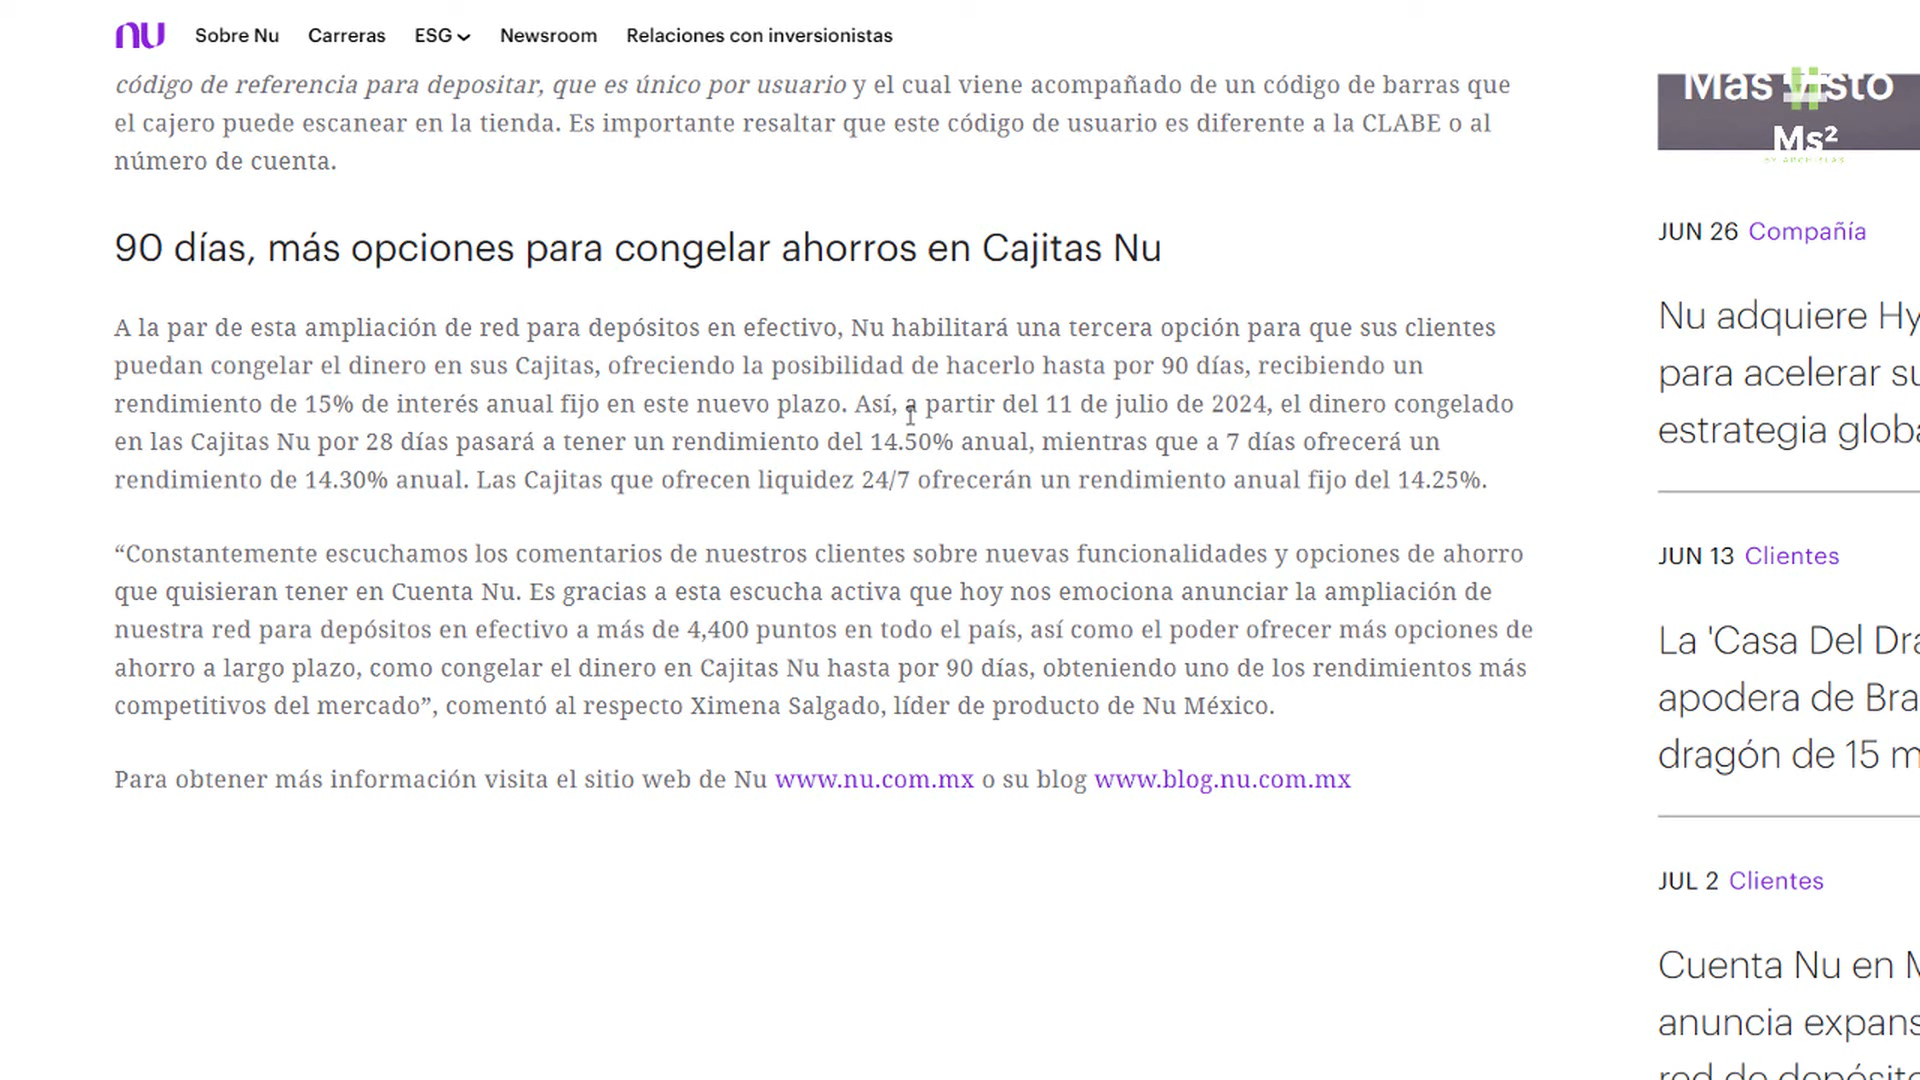 nu Sobre Nu Carreras ESG Newsroom Relaciones con inversionistas
código de referencia para depositar, que es único por usuario y el cual viene acompañado de un código de barras que
el cajero puede escanear en la tienda. Es importante resaltar que este código de usuario es diferente a la CLABE o al
número de cuenta.
90 días, más opciones para congelar ahorros en Cajitas Nu
A la par de esta ampliación de red para depósitos en efectivo, Nu habilitará una tercera opción para que sus clientes
puedan congelar el dinero en sus Cajitas, ofreciendo la posibilidad de hacerlo hasta por 90 días, recibiendo un
rendimiento de 15% de interés anual fijo en este nuevo plazo. Así, a partir del 11 de julio de 2024, el dinero congelado
en las Cajitas Nu por 28 días pasará a tener un rendimiento del 14.50% anual, mientras que a 7 días ofrecerá un
rendimiento de 14.30% anual. Las Cajitas que ofrecen liquidez 24/7 ofrecerán un rendimiento anual fijo del 14.25%.
“Constantemente escuchamos los comentarios de nuestros clientes sobre nuevas funcionalidades y opciones de ahorro
que quisieran tener en Cuenta Nu. Es gracias a esta escucha activa que hoy nos emociona anunciar la ampliación de
nuestra red para depósitos en efectivo a más de 4,400 puntos en todo el país, así como el poder ofrecer más opciones de
ahorro a largo plazo, como congelar el dinero en Cajitas Nu hasta por 90 días, obteniendo uno de los rendimientos más
competitivos del mercado”, comentó al respecto Ximena Salgado, líder de producto de Nu México.
Para obtener más información visita el sitio web de Nu www.nu.com.mx o su blog www.blog.nu.com.mx
Mas
Ms²
JUN 26 Compañía
Nu adquiere Hy
para acelerar su
estrategia globa
JUN 13 Clientes
La 'Casa Del Dra
apodera de Bra
dragón de 15 m
JUL 2 Clientes
Cuenta Nu en M
anuncia expans
red de depósito